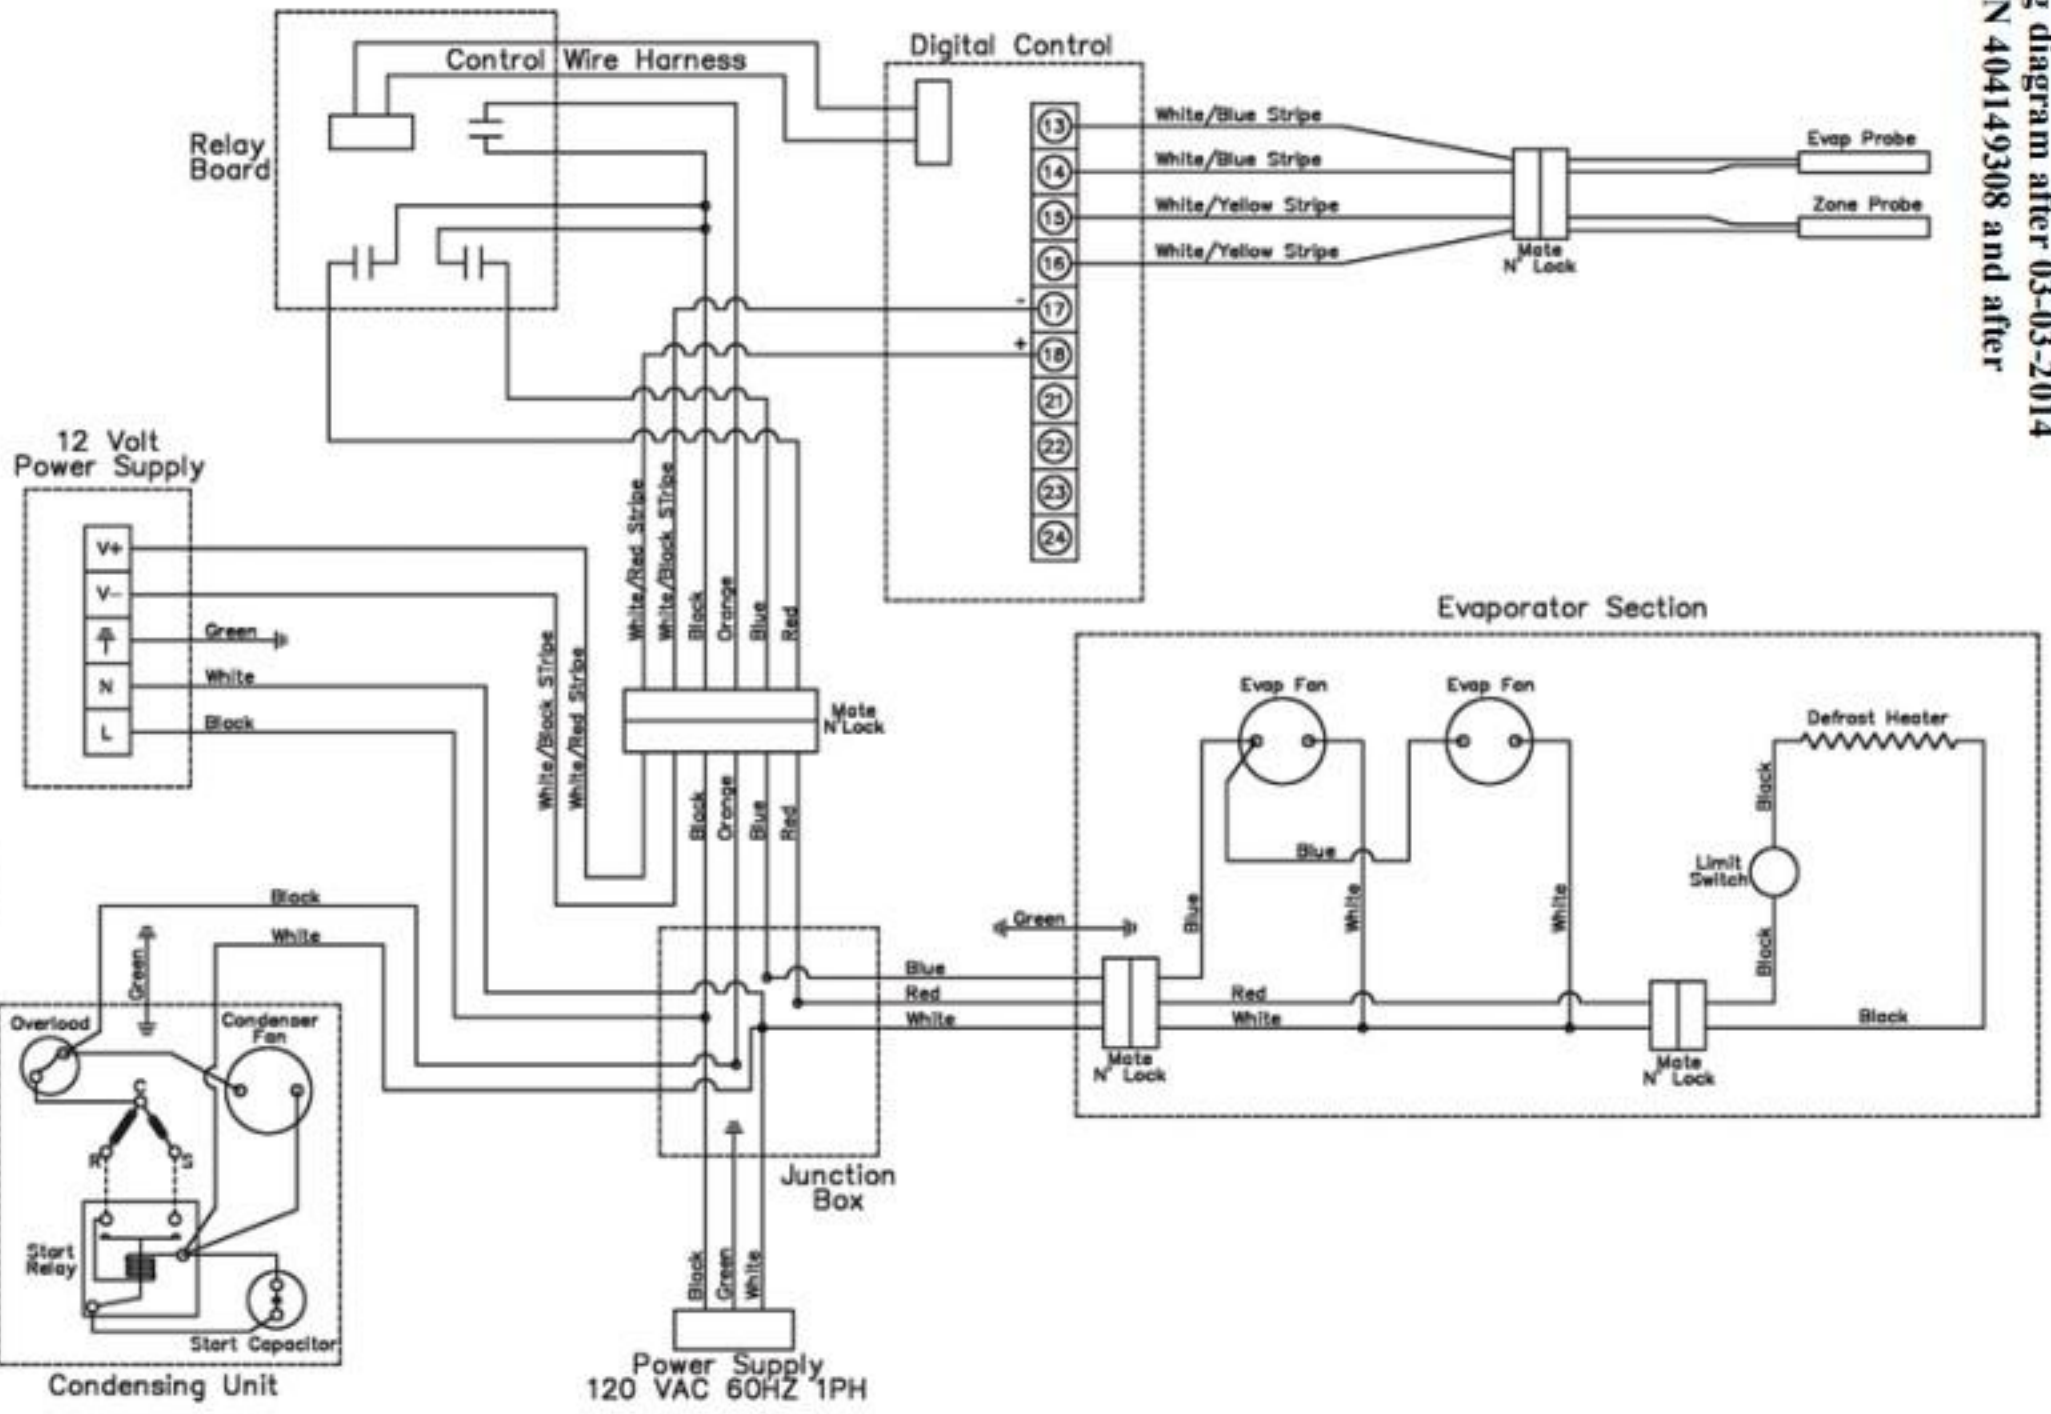 g diagram after 03-03-2014
N 40149308 and after
Digital Control
Control Wire Harness
Relay
Board
13
14
15
16
17
18
21
22
23
24
-
+
White/Blue Stripe
White/Blue Stripe
White/Yellow Stripe
White/Yellow Stripe
Mate
N' Lock
Evap Probe
Zone Probe
12 Volt
Power Supply
V+
V-
N
L
Green
White
Black
White/Black STripe
White/Red Stripe
White/Red Stripe
White/Black STripe
Black
Orange
Blue
Red
Mate
N'Lock
Black
Orange
Blue
Red
Evaporator Section
Evap Fan
Evap Fan
Defrost Heater
Black
Limit
Switch
Black
Blue
Blue
White
White
Green
Blue
Red
White
Mate
N' Lock
Red
White
Mate
N' Lock
Black
Black
White
Green
Overload
Condenser
Fan
C
R
S
Start
Relay
Start Capacitor
Condensing Unit
Junction
Box
Black
Green
White
Power Supply
120 VAC 60HZ 1PH